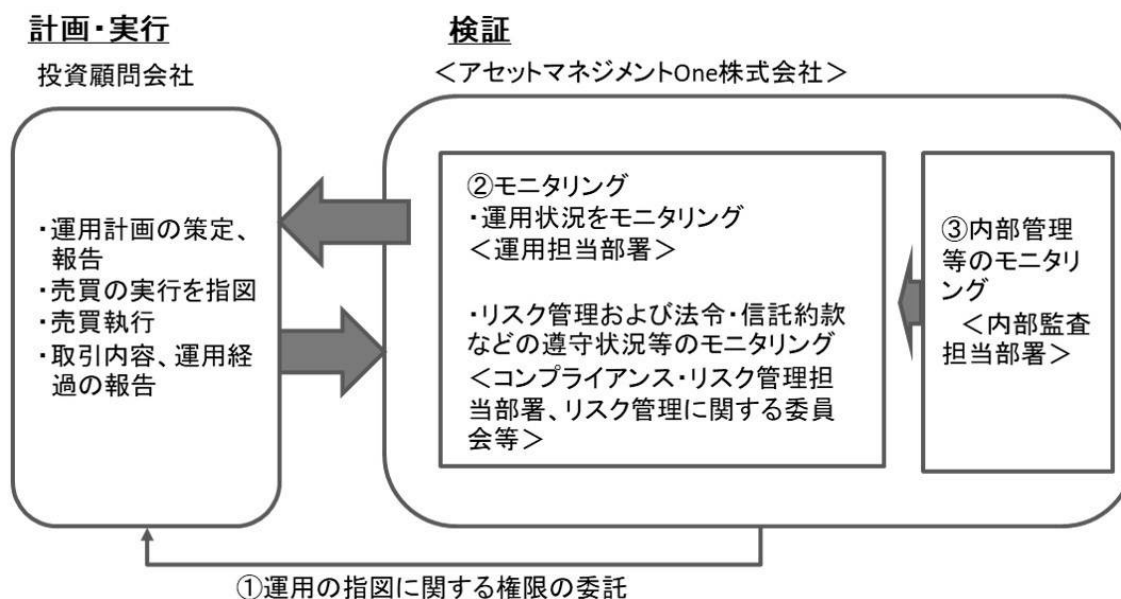 計画・実行
投資顧問会社
・運用計画の策定、
報告
・売買の実行を指図
・売買執行
・取引内容、運用経
過の報告
検証
＜アセットマネジメントOne株式会社＞
②モニタリング
・運用状況をモニタリング
＜運用担当部署＞
・リスク管理および法令・信託約款
などの遵守状況等のモニタリング
＜コンプライアンス・リスク管理担
当部署、リスク管理に関する委員
会等＞
③内部管理
等のモニタリ
ング
＜内部監査
担当部署＞
①運用の指図に関する権限の委託